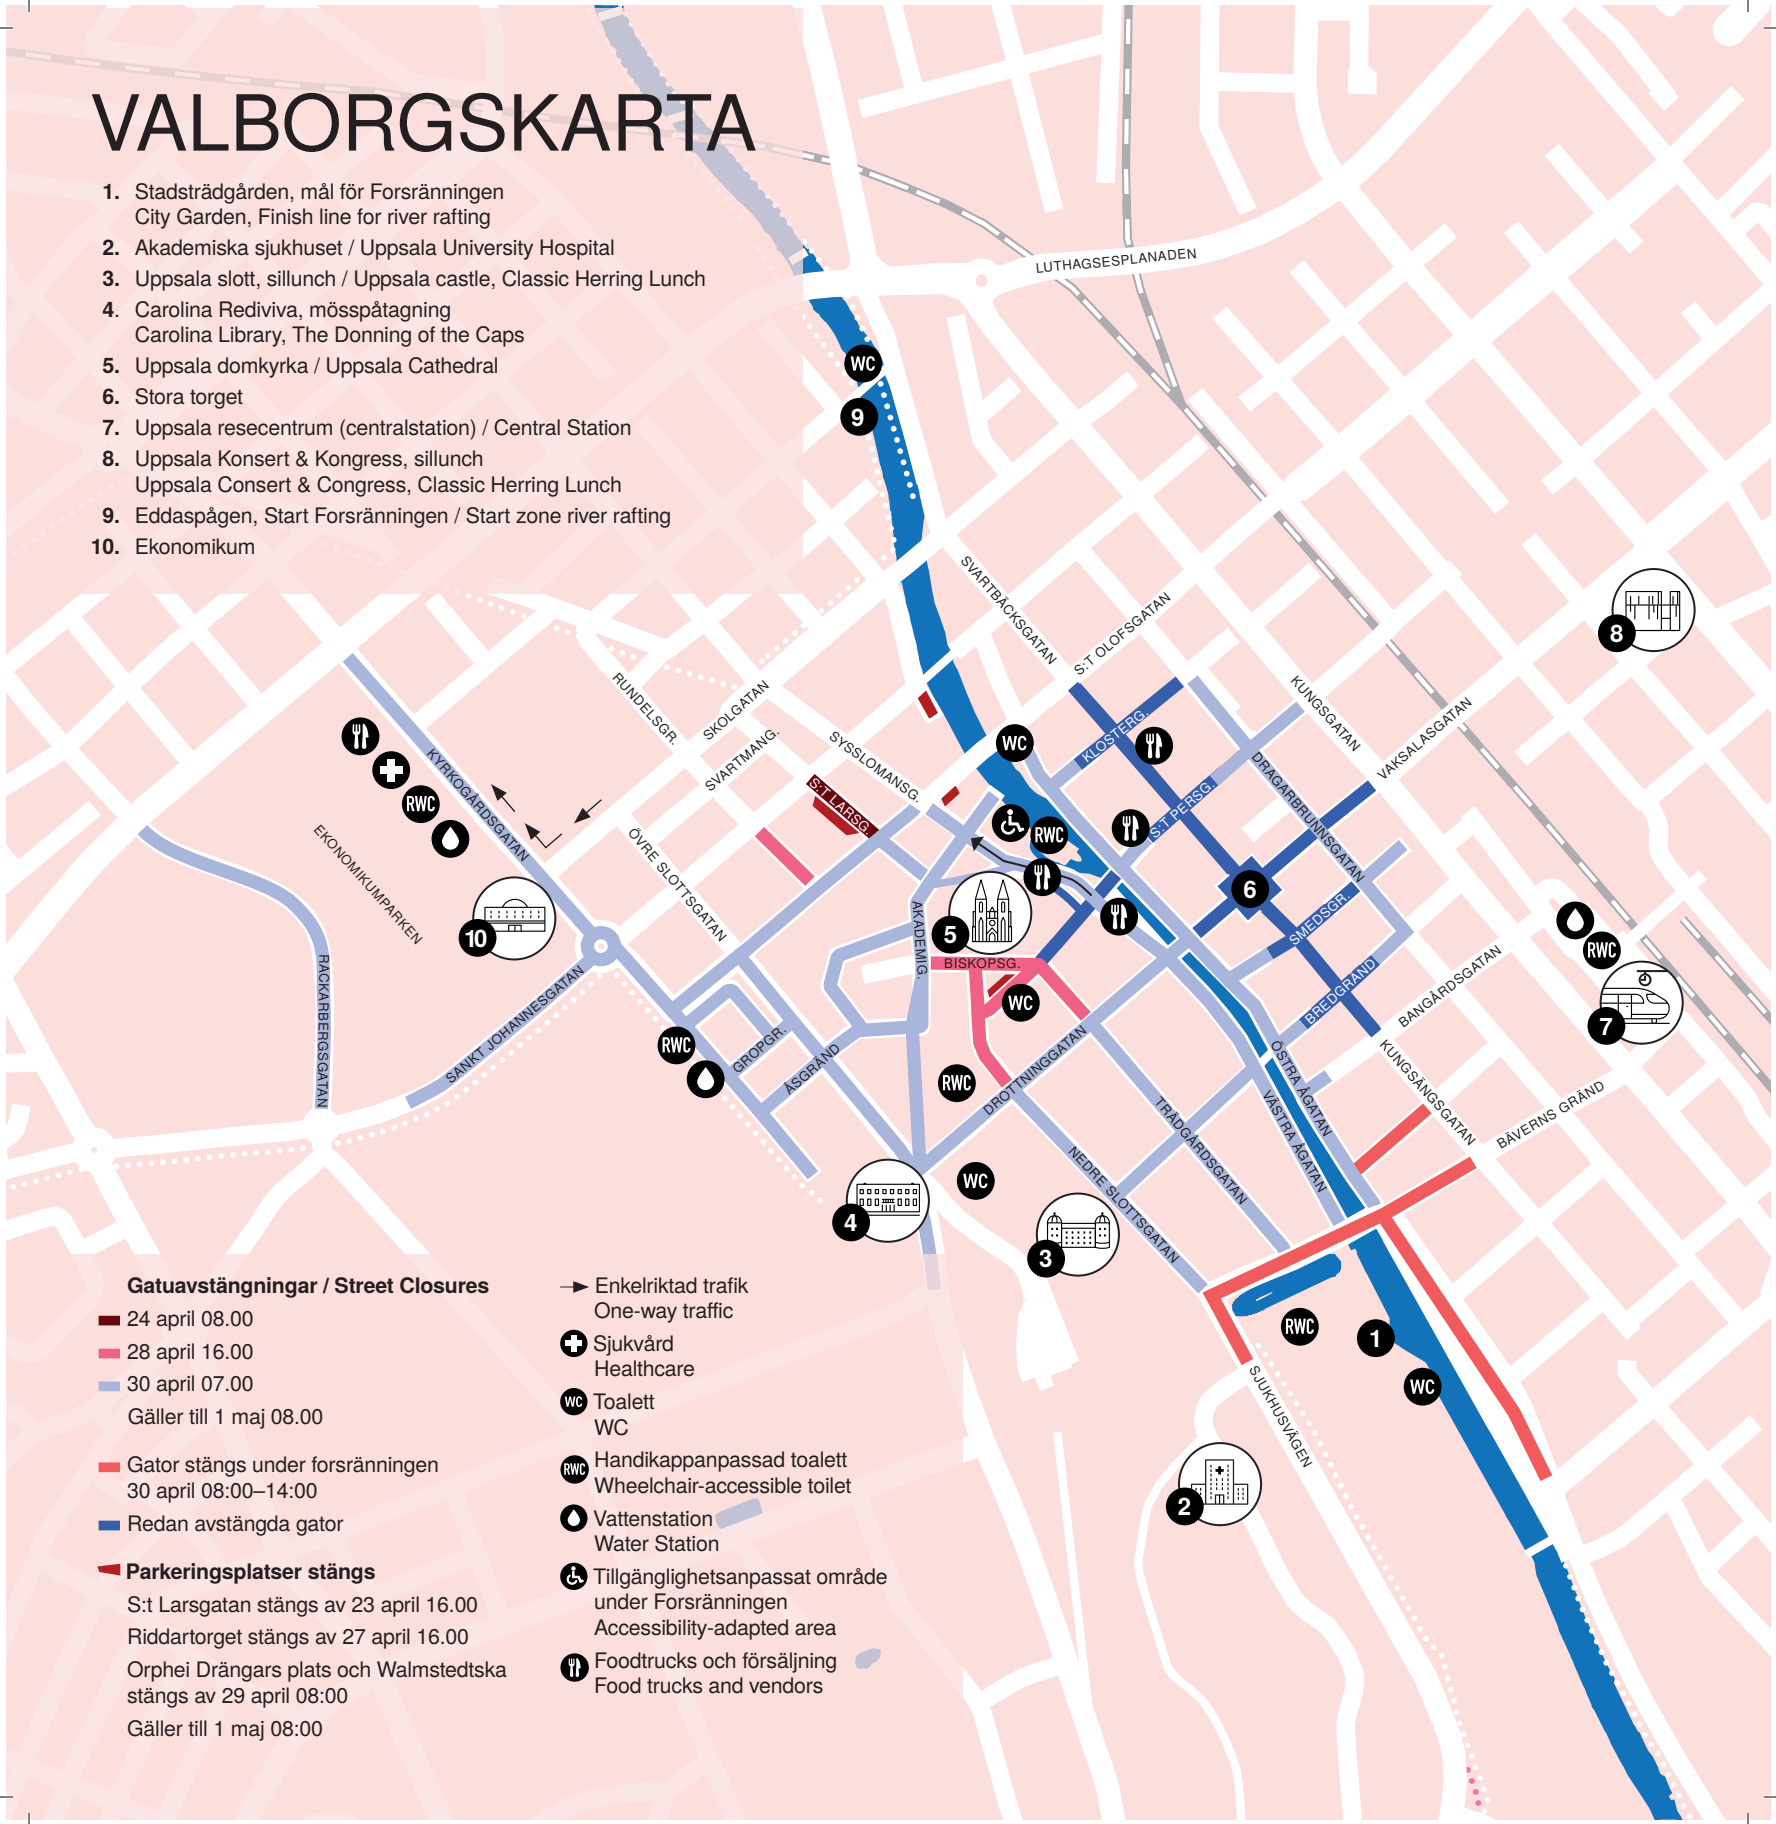 VALBORGSKARTA
1. Stadsträdgården, mål för Forsränningen
City Garden, Finish line for river rafting
2. Akademiska sjukhuset / Uppsala University Hospital
3. Uppsala slott, sillunch / Uppsala castle, Classic Herring Lunch
4. Carolina Rediviva, mösspåtagning
Carolina Library, The Donning of the Caps
5. Uppsala domkyrka / Uppsala Cathedral
6. Stora torget
7. Uppsala resecentrum (centralstation) / Central Station
8. Uppsala Konsert & Kongress, sillunch
Uppsala Consert & Congress, Classic Herring Lunch
9. Eddaspågen, Start Forsränningen / Start zone river rafting
10. Ekonomikum
LUTHAGSESPLANADEN
WC
9
SVARTBÄCKSGATAN
S:T OLOFSGATAN
8
RUNDELSGR.
SKOLGATAN
SVARTMANG.
SYSSLOMANSG.
KUNGSGATAN
VAKSALAGATAN
KLOSTERG.
WC
DRAGARBRUNNSGATAN
S:T PERSG.
S:T LARSG.
KYRKOGÅRDSGATAN
RWC
RWC
EKONOMIKUMPARKEN
ÖVRE SLOTTSGATAN
6
SMEDSGR.
10
AKADEMIG.
5
BISKOPSG.
RWC
BANGÅRDSGATAN
BREDGRAND
RACKARBERGSGATAN
SANKT JOHANNESGATAN
WC
7
RWC
GROPGR.
ÅSGRÄND
RWC
DROTTNINGGATAN
ÖSTRA ÅGATAN
VÄSTRA ÅGATAN
KUNGSÄNGSGATAN
BÄVERNS GRÄND
TRÄDGÅRDSGATAN
NEDRE SLOTTSGATAN
WC
4
3
RWC
1
WC
SJUKHUSVÄGEN
2
Gatuavstängningar / Street Closures
24 april 08.00
28 april 16.00
30 april 07.00
Gäller till 1 maj 08.00
Gator stängs under forsränningen
30 april 08:00–14:00
Redan avstängda gator
Parkeringsplatser stängs
S:t Larsgatan stängs av 23 april 16.00
Riddartorget stängs av 27 april 16.00
Orphei Drängars plats och Walmstedtska
stängs av 29 april 08:00
Gäller till 1 maj 08:00
Enkelriktad trafik
One-way traffic
Sjukvård
Healthcare
WC Toalett
WC
RWC Handikappanpassad toalett
Wheelchair-accessible toilet
Vattenstation
Water Station
Tillgänglighetsanpassat område
under Forsränningen
Accessibility-adapted area
Foodtrucks och försäljning
Food trucks and vendors